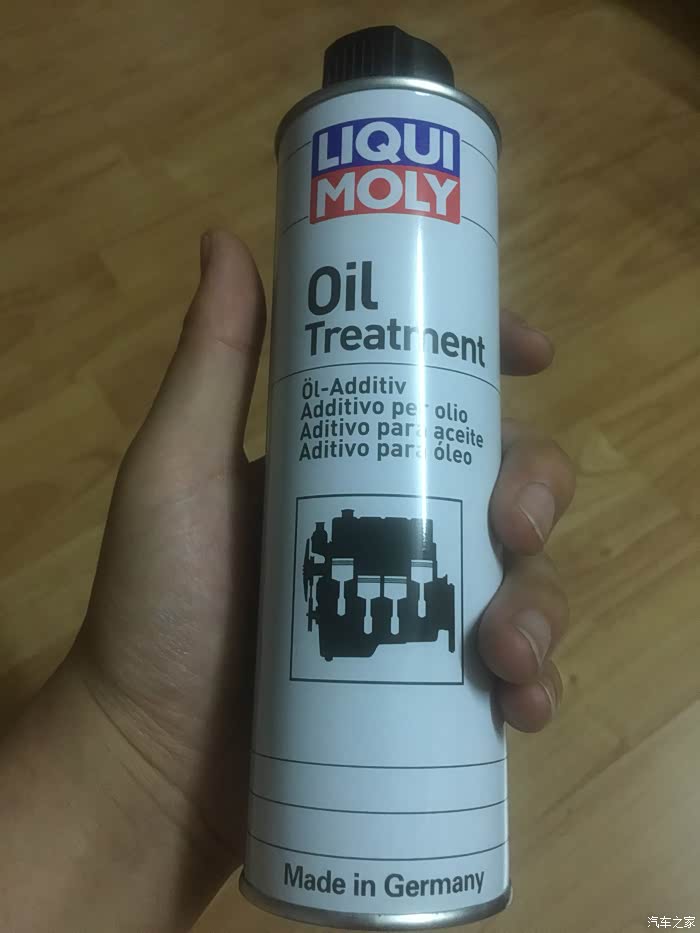 LIQUI
MOLY
Oil
Treatment
Öl-Additiv
Additivo per olio
Aditivo para aceite
Aditivo para óleo
Made in Germany
汽车之家